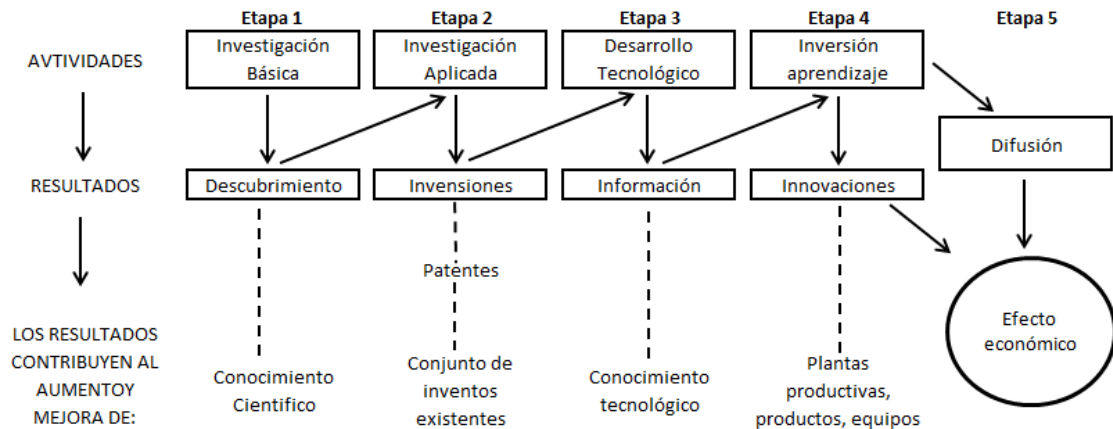 Etapa 1
Etapa 2
Etapa 3
Etapa 4
Etapa 5
AVTIVIDADES
Investigación
Básica
Investigación
Aplicada
Desarrollo
Tecnológico
Inversión
aprendizaje
Difusión
RESULTADOS
Descubrimiento
Invensiones
Información
Innovaciones
Patentes
Efecto
económico
LOS RESULTADOS
CONTRIBUYEN AL
AUMENTOY
MEJORA DE:
Conocimiento
Cientifico
Conjunto de
inventos
existentes
Conocimiento
tecnológico
Plantas
productivas,
productos, equipos